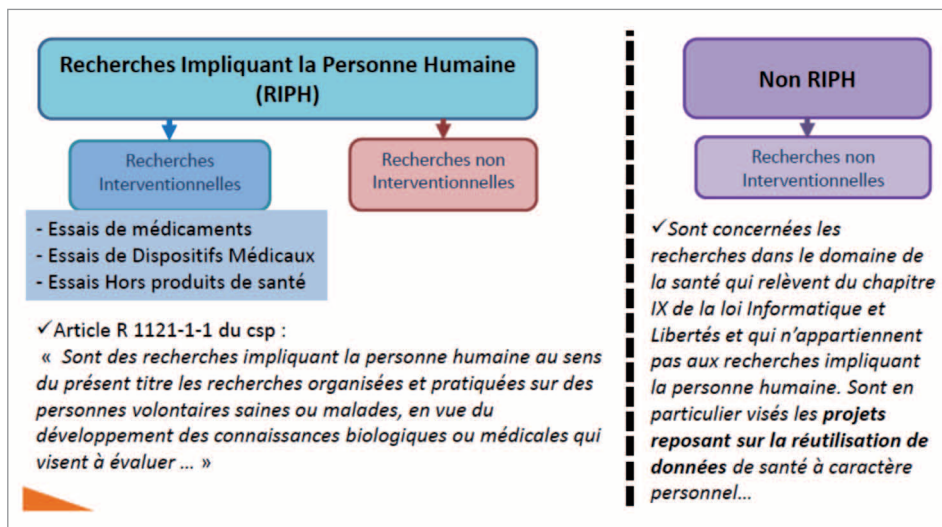 Recherches Impliquant la Personne Humaine
(RIPH)
Recherches
Interventionnelles
Recherches non
Interventionnelles
- Essais de médicaments
- Essais de Dispositifs Médicaux
- Essais Hors produits de santé
✓Article R 1121-1-1 du csp :
« Sont des recherches impliquant la personne humaine au sens
du présent titre les recherches organisées et pratiquées sur des
personnes volontaires saines ou malades, en vue du
développement des connaissances biologiques ou médicales qui
visent à évaluer ... »
Non RIPH
Recherches non
Interventionnelles
✓Sont concernées les
recherches dans le domaine de
la santé qui relèvent du chapitre
IX de la loi Informatique et
Libertés et qui n’appartiennent
pas aux recherches impliquant
la personne humaine. Sont en
particulier visés les projets
reposant sur la réutilisation de
données de santé à caractère
personnel...